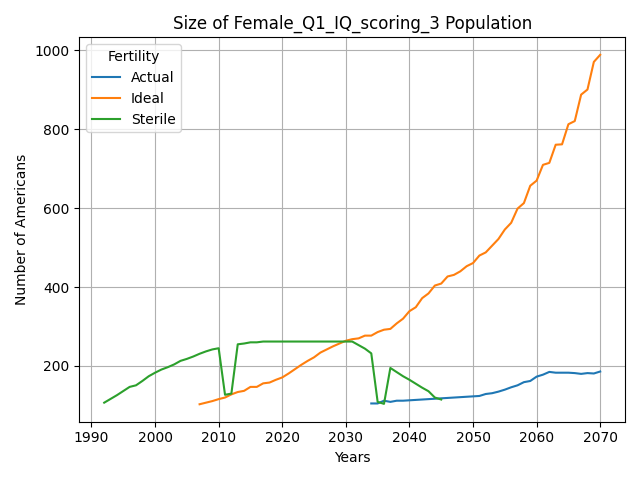 Size of Female_Q1_IQ_scoring_3 Population
Fertility
Actual
Ideal
Sterile
Number of Americans
1000
800
600
400
200
1990 2000 2010 2020 2030 2040 2050 2060 2070
Years